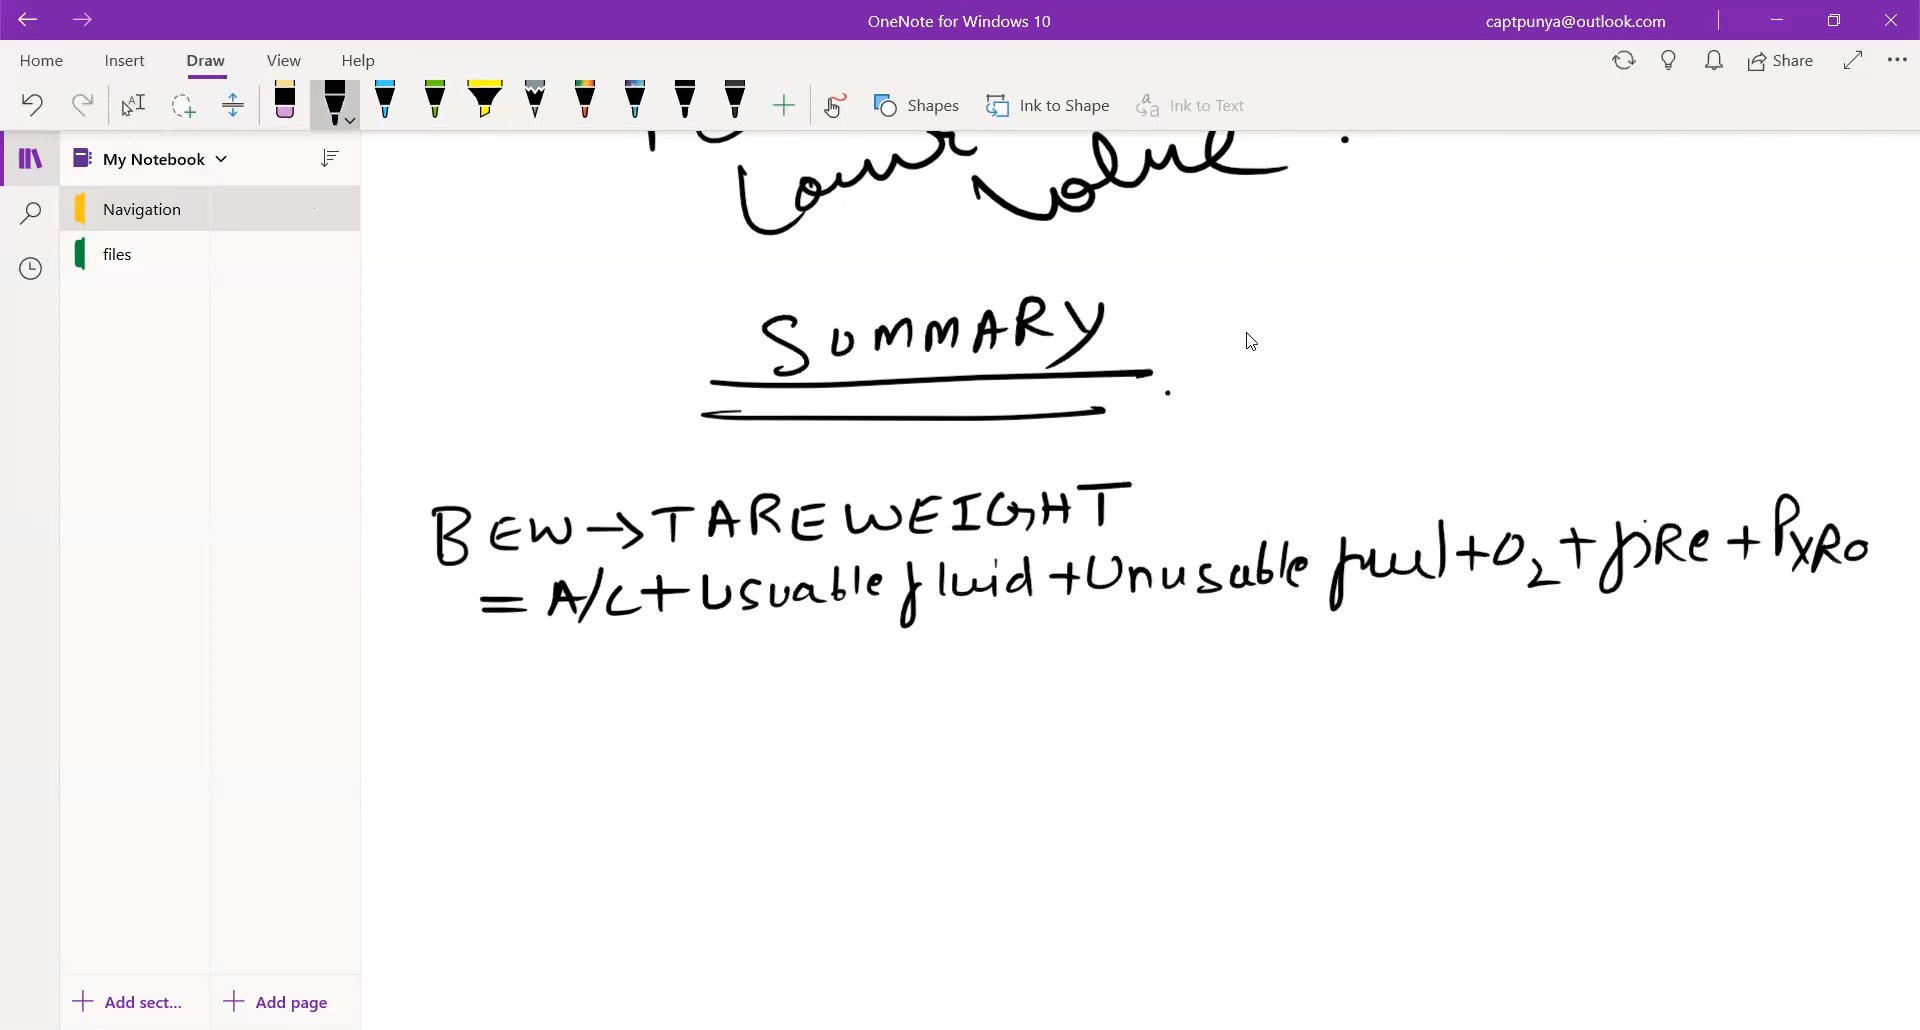 OneNote for Windows 10
captpunya@outlook.com
Home Insert Draw View Help
Share
Shapes Ink to Shape Ink to Text
My Notebook
Navigation
files
Lower value.
SUMMARY
BEW → TARE WEIGHT
= A/C + Usuable fluid + Unusable fuel + O2 + fiRe + PYRo
+ Add sect...
+ Add page